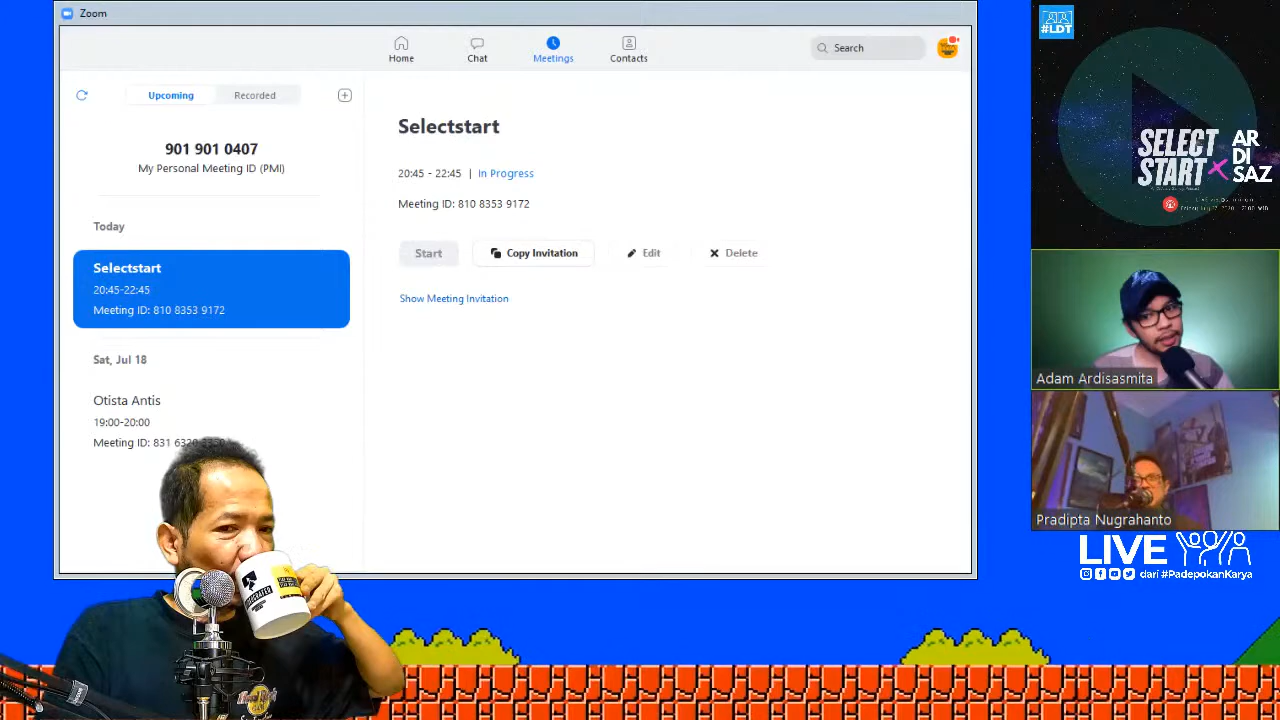 Zoom
Home
Chat
Meetings
Contacts
Search
Upcoming
Recorded
901 901 0407
My Personal Meeting ID (PMI)
Today
Selectstart
20:45-22:45
Meeting ID: 810 8353 9172
Sat, Jul 18
Otista Antis
19:00-20:00
Meeting ID: 831 6320
Selectstart
20:45 - 22:45 | In Progress
Meeting ID: 810 8353 9172
Start
Copy Invitation
Edit
Delete
Show Meeting Invitation
#LDT
SELECT
START
AR
DI
SAZ
Adam Ardisasmita
Pradipta Nugrahanto
LIVE
dari #PadepokanKarya